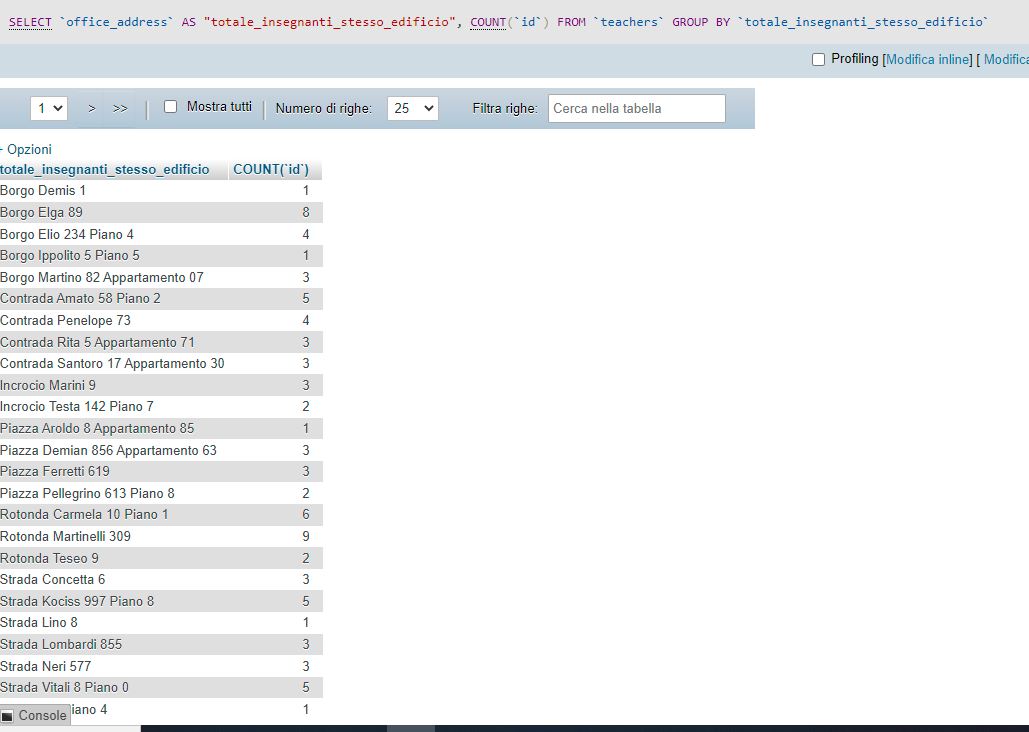 SELECT `office_address` AS "totale_insegnanti_stesso_edificio", COUNT(`id`) FROM `teachers` GROUP BY `totale_insegnanti_stesso_edificio`
Profiling [Modifica inline] [ Modifica
1 > >> | Mostra tutti | Numero di righe: 25 Filtra righe: Cerca nella tabella
+ Opzioni
totale_insegnanti_stesso_edificio COUNT(`id`)
Borgo Demis 1 1
Borgo Elga 89 8
Borgo Elio 234 Piano 4 4
Borgo Ippolito 5 Piano 5 1
Borgo Martino 82 Appartamento 07 3
Contrada Amato 58 Piano 2 5
Contrada Penelope 73 4
Contrada Rita 5 Appartamento 71 3
Contrada Santoro 17 Appartamento 30 3
Incrocio Marini 9 3
Incrocio Testa 142 Piano 7 2
Piazza Aroldo 8 Appartamento 85 1
Piazza Demian 856 Appartamento 63 3
Piazza Ferretti 619 3
Piazza Pellegrino 613 Piano 8 2
Rotonda Carmela 10 Piano 1 6
Rotonda Martinelli 309 9
Rotonda Teseo 9 2
Strada Concetta 6 3
Strada Kociss 997 Piano 8 5
Strada Lino 8 1
Strada Lombardi 855 3
Strada Neri 577 3
Strada Vitali 8 Piano 0 5
Console iano 4 1